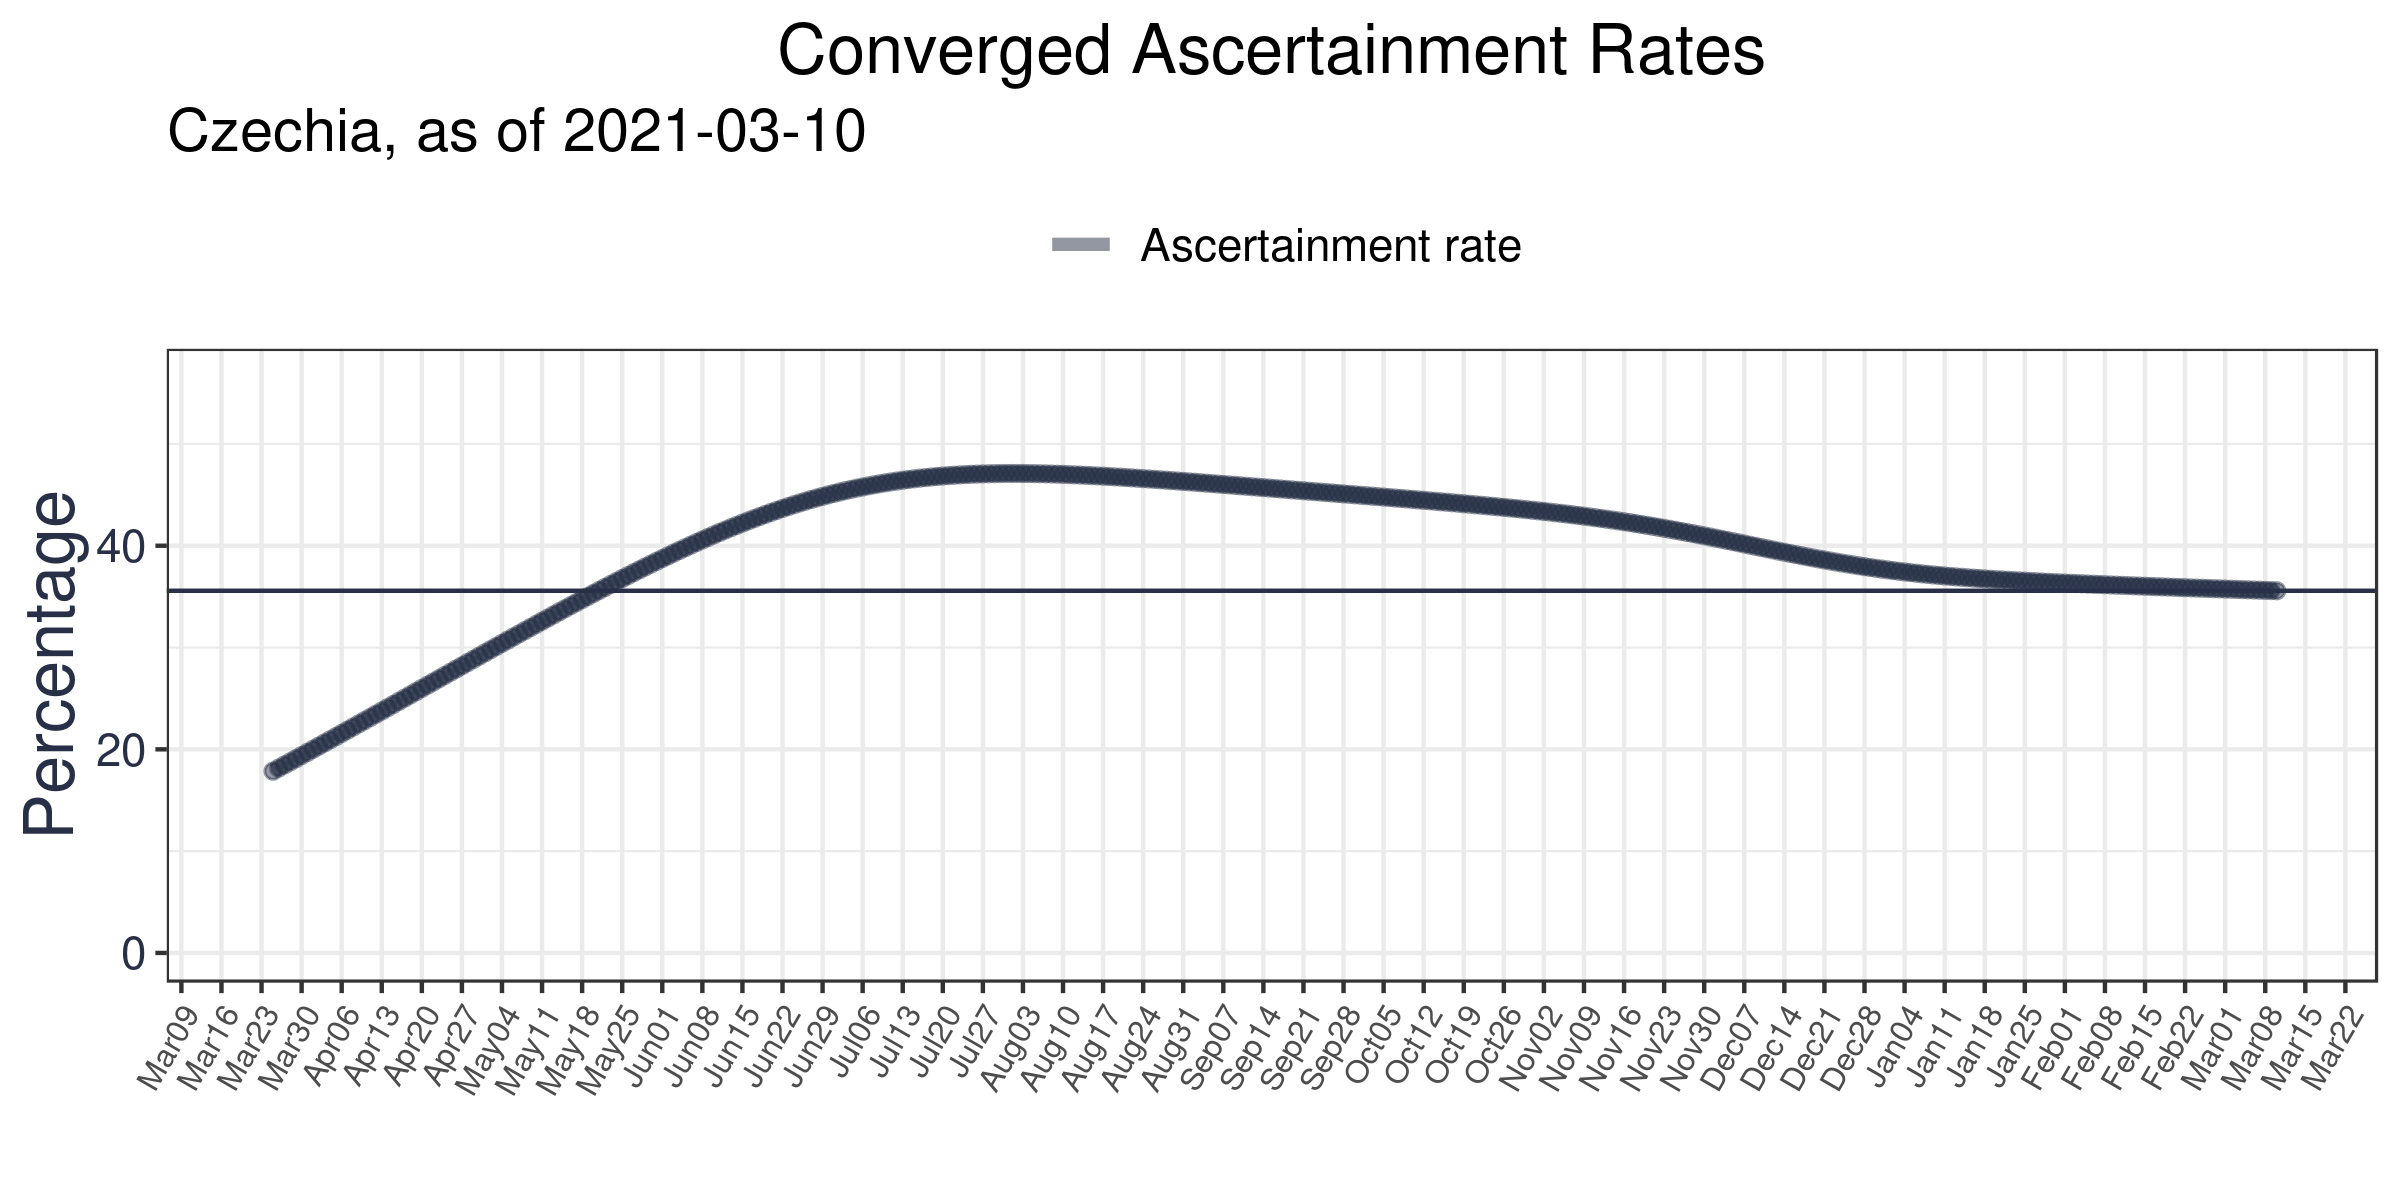 Converged Ascertainment Rates
Czechia, as of 2021-03-10
Ascertainment rate
Percentage
40
20
0
Mar09 Mar16 Mar23 Mar30 Apr06 Apr13 Apr20 Apr27 May04 May11 May18 May25 Jun01 Jun08 Jun15 Jun22 Jun29 Jul06 Jul13 Jul20 Jul27 Aug03 Aug10 Aug17 Aug24 Aug31 Sep07 Sep14 Sep21 Sep28 Oct05 Oct12 Oct19 Oct26 Nov02 Nov09 Nov16 Nov23 Nov30 Dec07 Dec14 Dec21 Dec28 Jan04 Jan11 Jan18 Jan25 Feb01 Feb08 Feb15 Feb22 Mar01 Mar08 Mar15 Mar22